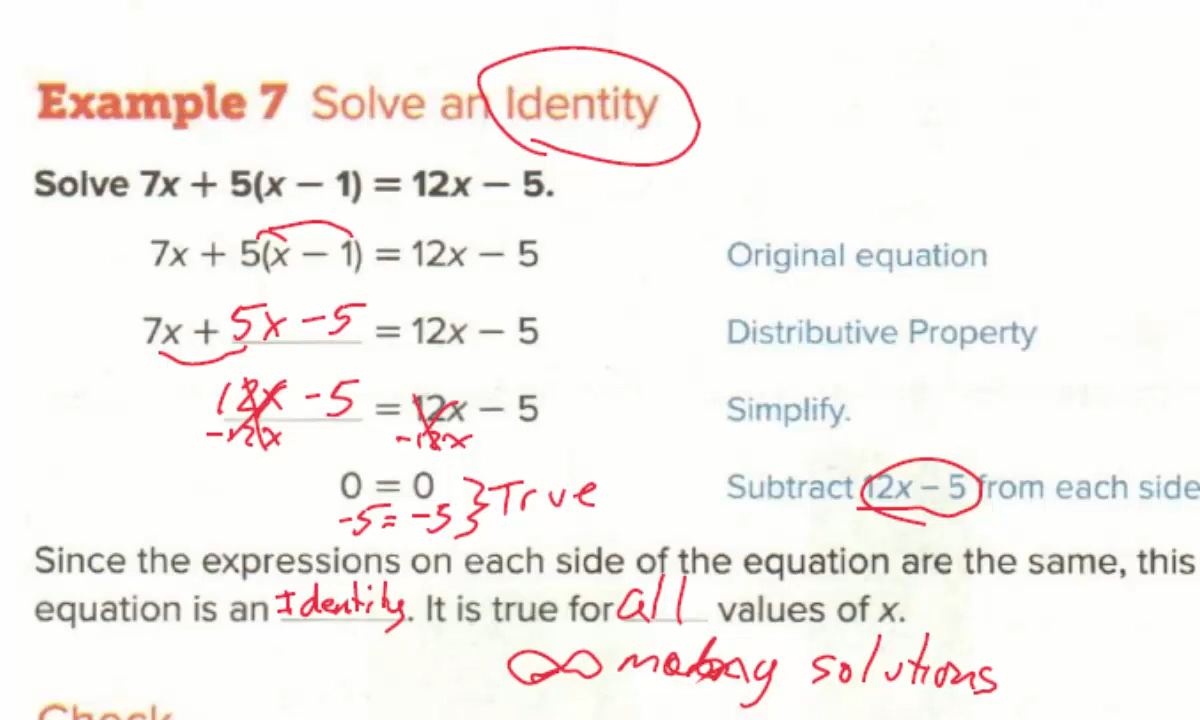 Example 7 Solve an Identity
Solve 7x + 5(x − 1) = 12x − 5.
7x + 5(x − 1) = 12x − 5 Original equation
7x + 5x − 5 = 12x − 5 Distributive Property
12x − 5 = 12x − 5 Simplify.
−12x −12x
0 = 0 } True Subtract 12x − 5 from each side
−5 = −5
Since the expressions on each side of the equation are the same, this
equation is an Identity. It is true for all values of x.
∞ many solutions
Check